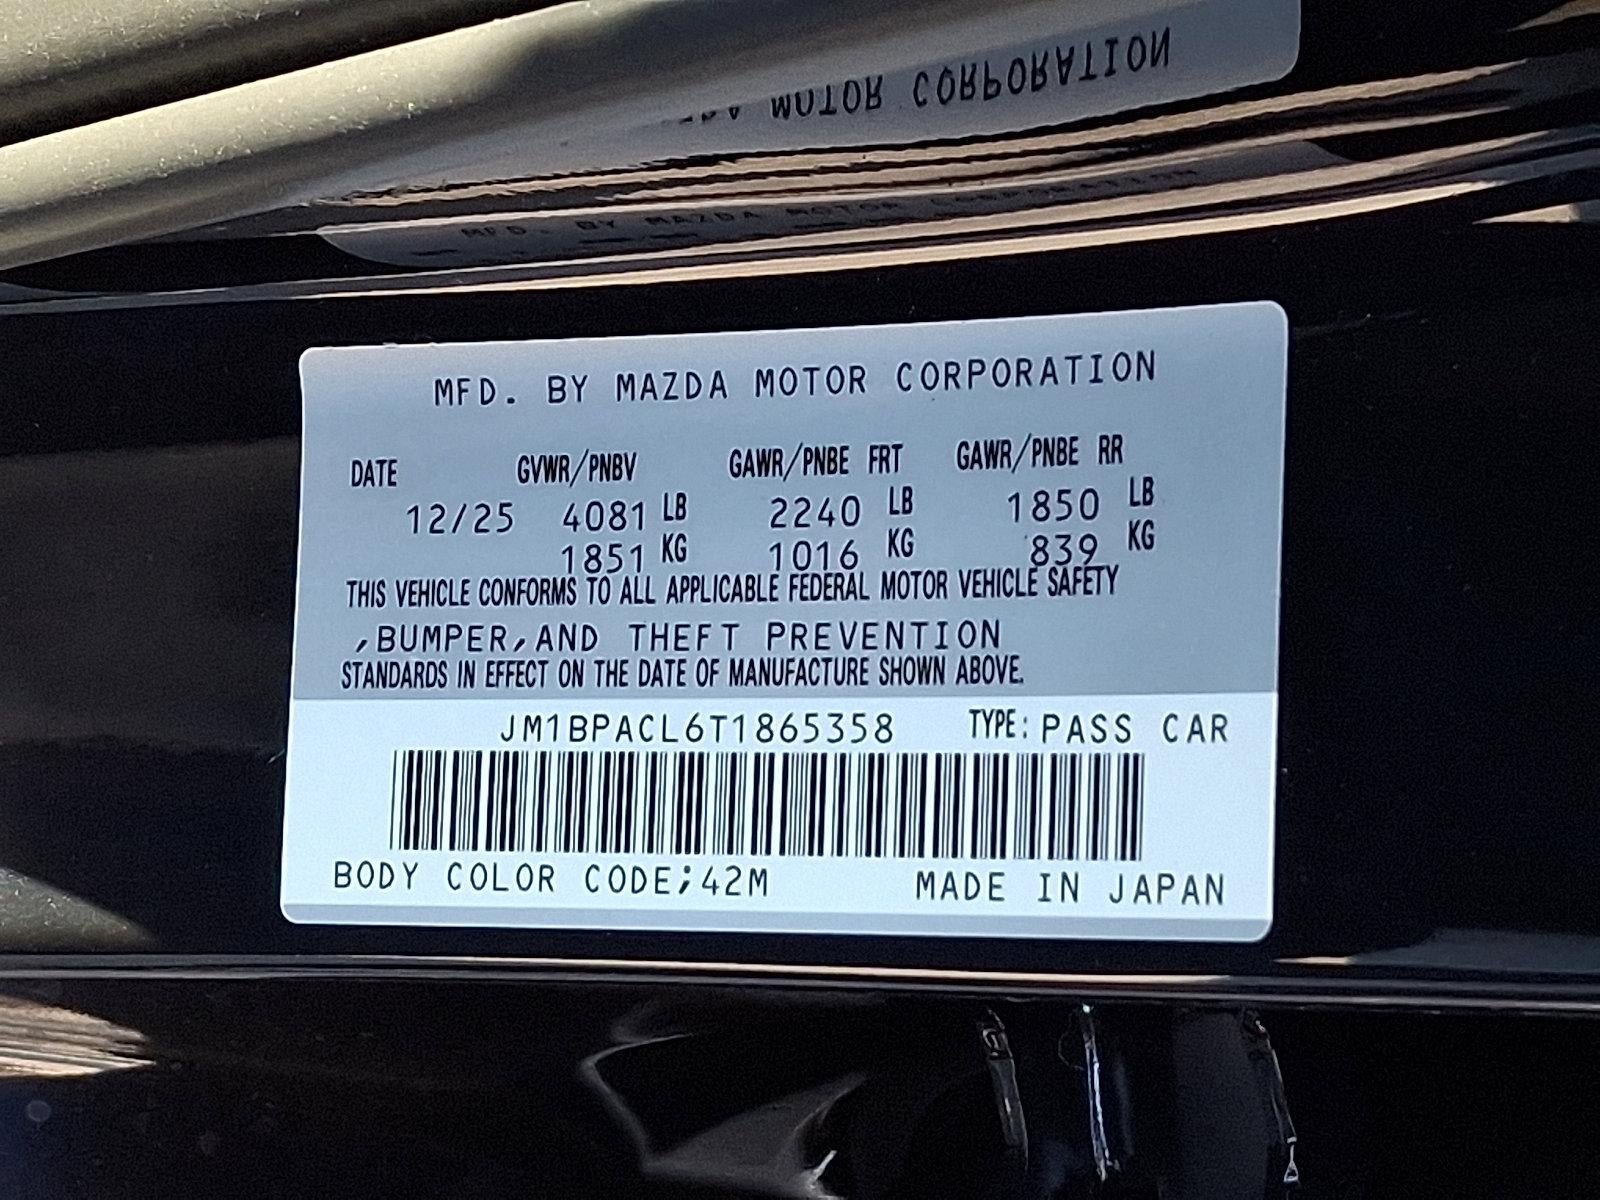 MFD. BY MAZDA MOTOR CORPORATION
DATE GVWR/PNBV GAWR/PNBE FRT GAWR/PNBE RR
12/25 4081 LB 2240 LB 1850 LB
1851 KG 1016 KG 839 KG
THIS VEHICLE CONFORMS TO ALL APPLICABLE FEDERAL MOTOR VEHICLE SAFETY
,BUMPER,AND THEFT PREVENTION
STANDARDS IN EFFECT ON THE DATE OF MANUFACTURE SHOWN ABOVE.
JM1BPACL6T1865358 TYPE: PASS CAR
BODY COLOR CODE;42M MADE IN JAPAN